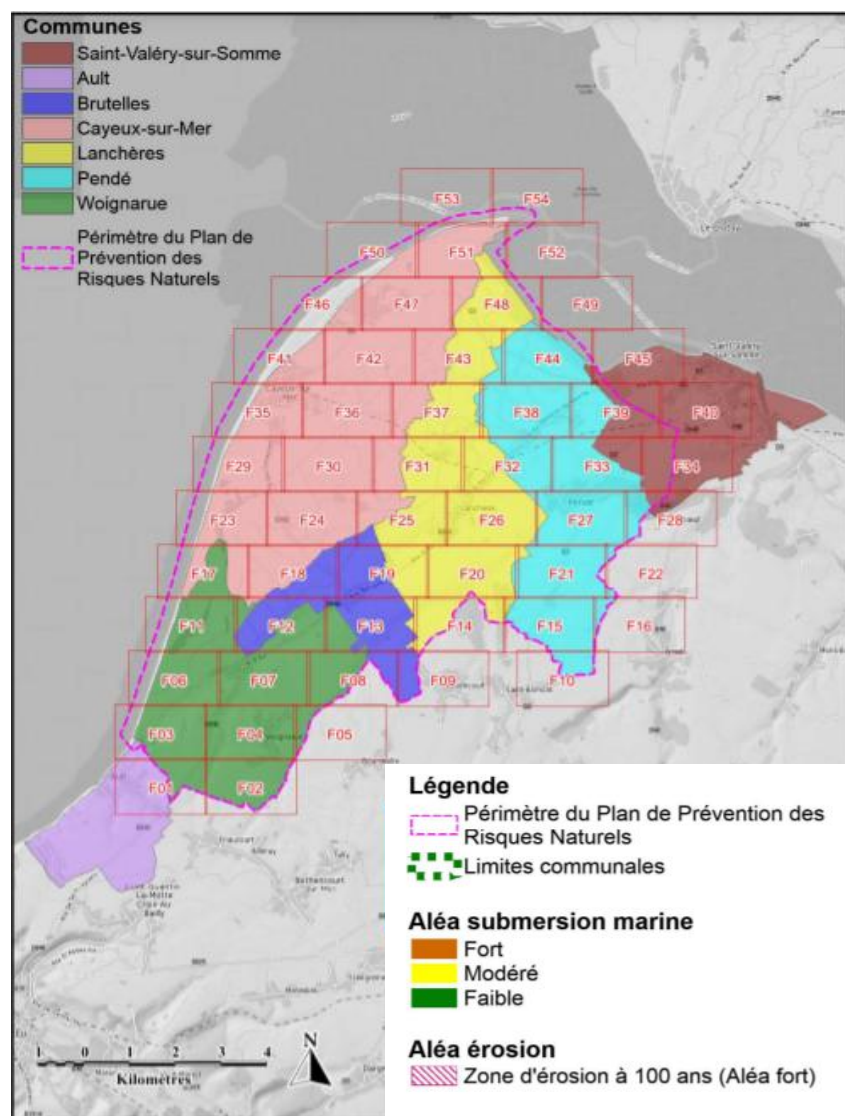 Communes
Saint-Valéry-sur-Somme
Ault
Brutelles
Cayeux-sur-Mer
Lanchères
Pendé
Woignarue
Périmètre du Plan de
Prévention des
Risques Naturels
F53
F54
F50
F51
F52
F46
F47
F48
F49
F41
F42
F43
F44
F45
F35
F36
F37
F38
F39
F40
F29
F30
F31
F32
F33
F34
F23
F24
F25
F26
F27
F28
F17
F18
F19
F20
F21
F22
F11
F12
F13
F14
F15
F16
F06
F07
F08
F09
F10
F03
F04
F05
F01
F02
Légende
Périmètre du Plan de Prévention des
Risques Naturels
Limites communales
Aléa submersion marine
Fort
Modéré
Faible
Aléa érosion
Zone d'érosion à 100 ans (Aléa fort)
N
1 0 1 2 3 4
Kilomètres